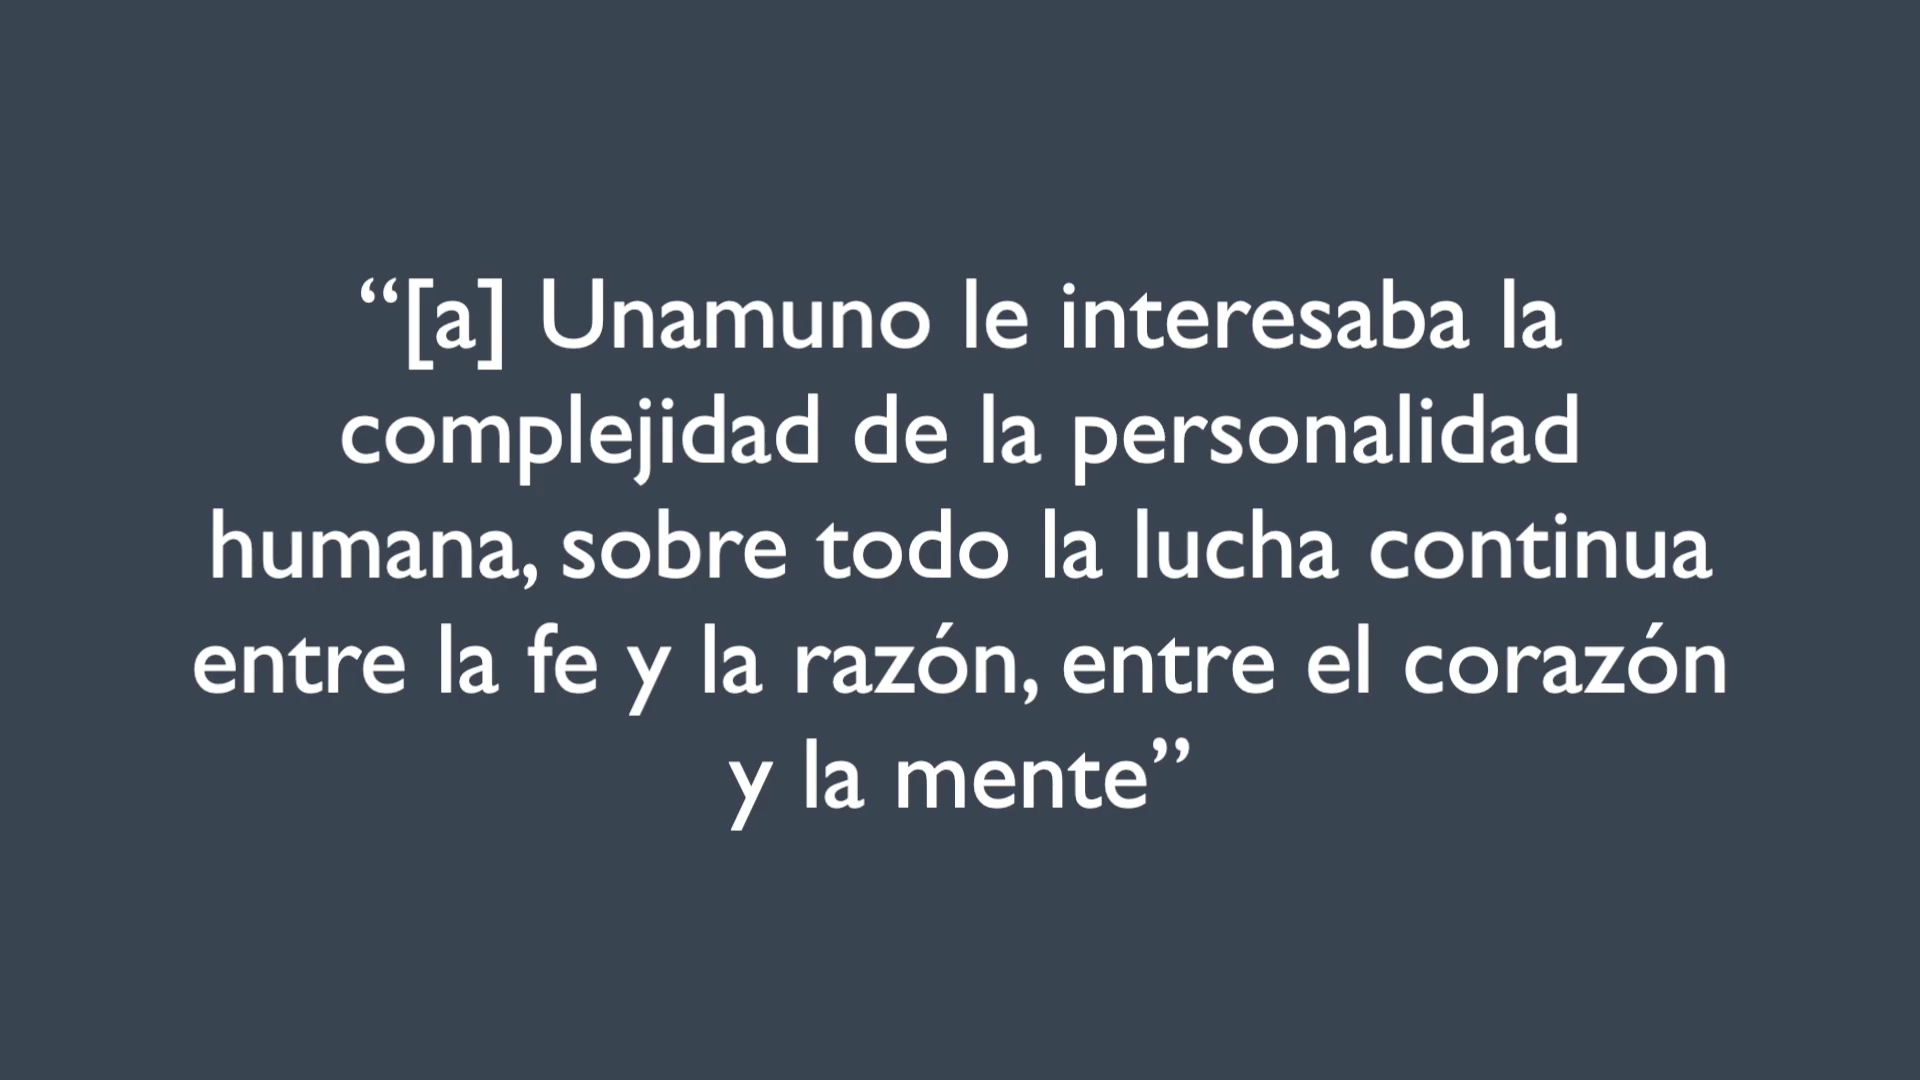 “[a] Unamuno le interesaba la
complejidad de la personalidad
humana, sobre todo la lucha continua
entre la fe y la razón, entre el corazón
y la mente”